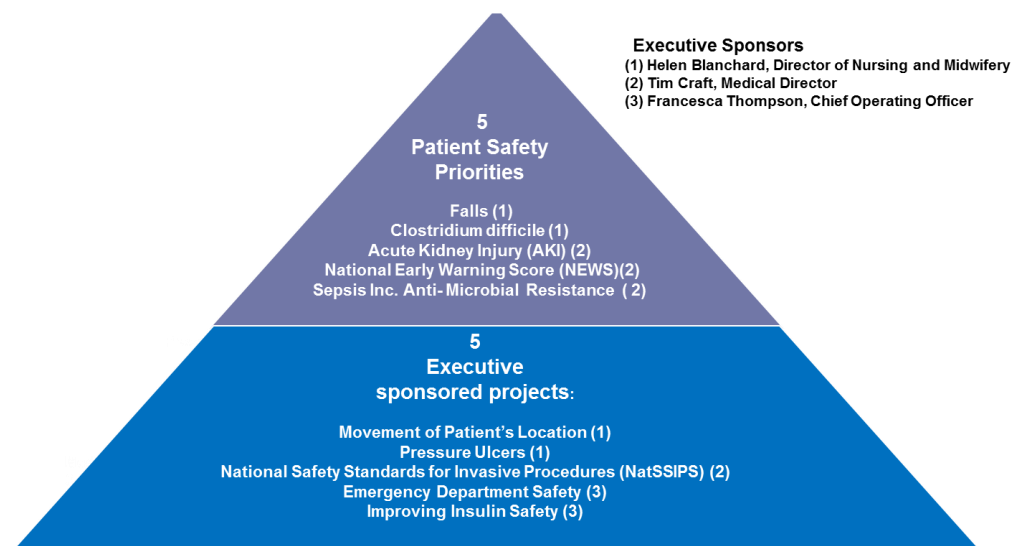 Executive Sponsors
(1) Helen Blanchard, Director of Nursing and Midwifery
(2) Tim Craft, Medical Director
(3) Francesca Thompson, Chief Operating Officer
5
Patient Safety
Priorities
Falls (1)
Clostridium difficile (1)
Acute Kidney Injury (AKI) (2)
National Early Warning Score (NEWS)(2)
Sepsis Inc. Anti- Microbial Resistance ( 2)
5
Executive
sponsored projects:
Movement of Patient’s Location (1)
Pressure Ulcers (1)
National Safety Standards for Invasive Procedures (NatSSIPS) (2)
Emergency Department Safety (3)
Improving Insulin Safety (3)